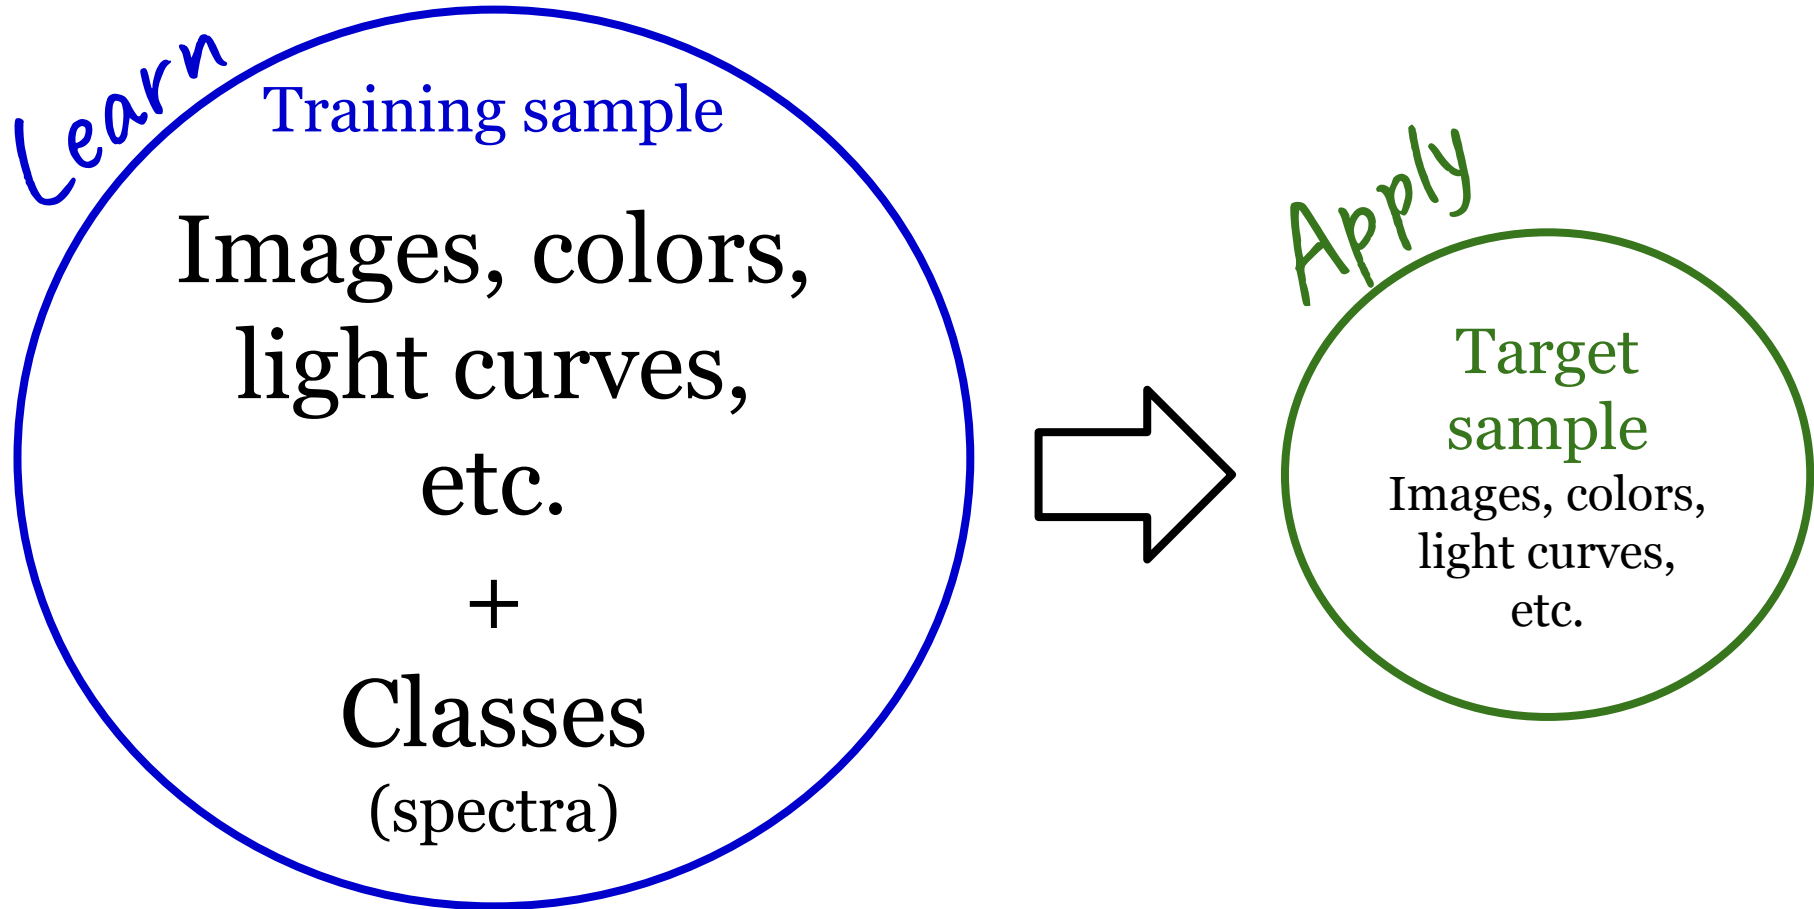 Learn
Training sample
Images, colors,
light curves,
etc.
+
Classes
(spectra)
Apply
Target
sample
Images, colors,
light curves,
etc.